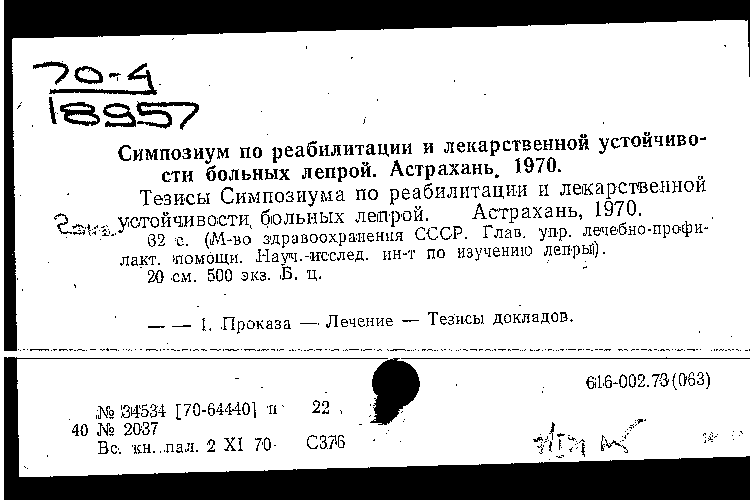 70-4
18957
Симпозиум по реабилитации и лекарственной устойчиво-
сти больных лепрой. Астрахань, 1970.
Тезисы Симпозиума по реабилитации и лекарственной
устойчивости больных лепрой. Астрахань, 1970.
62 с. (М-во здравоохранения СССР. Глав. упр. лечебно-профи-
лакт. помощи. Науч.-исслед. ин-т по изучению лепры).
20 см. 500 экз. Б. ц.
— — 1. Проказа — Лечение — Тезисы докладов.
616-002.73(063)
№ 34534 [70-64440] п 22
40 № 2037
Вс. кн. пал. 2 XI 70 С376